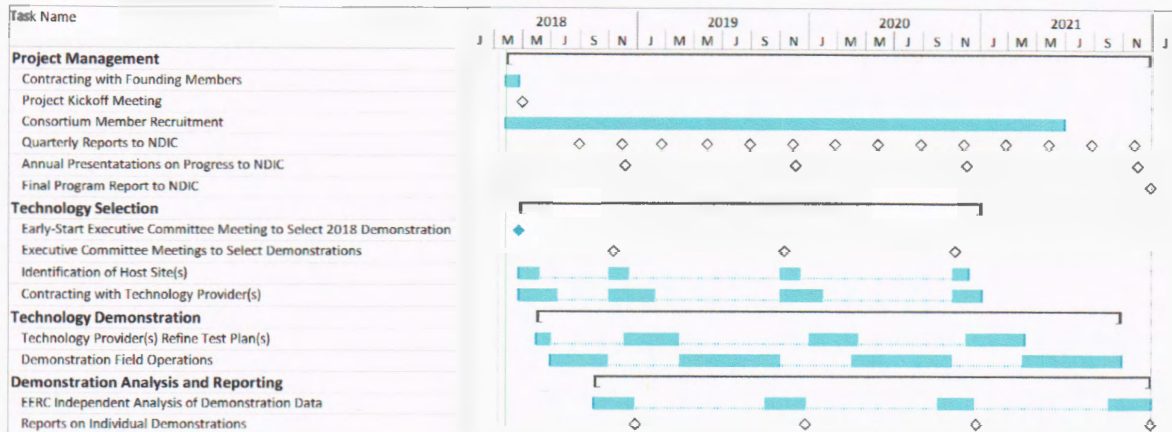 Task Name
2018 2019 2020 2021
J M M J S N J M M J S N J M M J S N J M M J S N J
Project Management
Contracting with Founding Members
Project Kickoff Meeting
Consortium Member Recruitment
Quarterly Reports to NDIC
Annual Presentatations on Progress to NDIC
Final Program Report to NDIC
Technology Selection
Early-Start Executive Committee Meeting to Select 2018 Demonstration
Executive Committee Meetings to Select Demonstrations
Identification of Host Site(s)
Contracting with Technology Provider(s)
Technology Demonstration
Technology Provider(s) Refine Test Plan(s)
Demonstration Field Operations
Demonstration Analysis and Reporting
EERC Independent Analysis of Demonstration Data
Reports on Individual Demonstrations